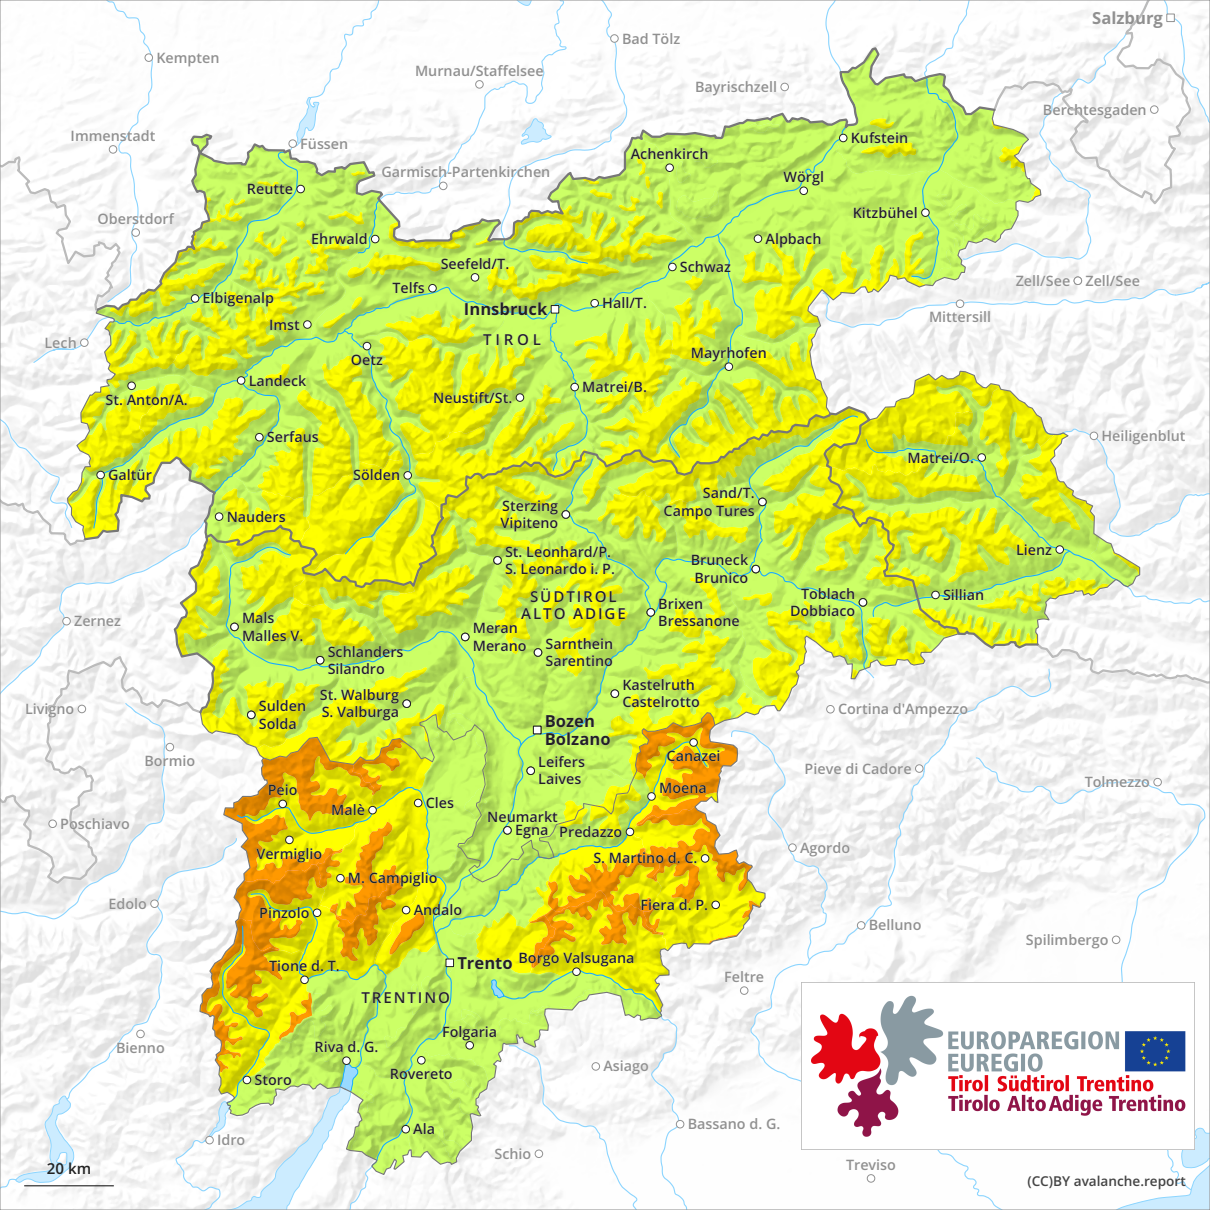 Salzburg
Bad Tölz
Kempten
Murnau/Staffelsee
Bayrischzell
Berchtesgaden
Immenstadt
Füssen
Kufstein
Achenkirch
Garmisch-Partenkirchen
Wörgl
Reutte
Oberstdorf
Kitzbühel
Ehrwald
Alpbach
Seefeld/T.
Schwaz
Zell/See
Zell/See
Telfs
Elbigenalp
Innsbruck
Hall/T.
Mittersill
Imst
TIROL
Lech
Oetz
Mayrhofen
Landeck
Matrei/B.
St. Anton/A.
Neustift/St.
Serfaus
Heiligenblut
Matrei/O.
Galtür
Sölden
Sand/T.
Campo Tures
Sterzing
Vipiteno
Nauders
Lienz
St. Leonhard/P.
S. Leonardo i. P.
Bruneck
Brunico
SÜDTIROL
ALTO ADIGE
Toblach
Dobbiaco
Sillian
Brixen
Bressanone
Zernez
Mals
Malles V.
Meran
Merano
Sarnthein
Sarentino
Schlanders
Silandro
Kastelruth
Castelrotto
St. Walburg
S. Valburga
Livigno
Sulden
Solda
Cortina d'Ampezzo
Bozen
Bolzano
Bormio
Canazei
Leifers
Laives
Pieve di Cadore
Tolmezzo
Peio
Moena
Malè
Cles
Neumarkt
Egna
Predazzo
Poschiavo
Vermiglio
S. Martino d. C.
Agordo
M. Campiglio
Edolo
Pinzolo
Andalo
Fiera d. P.
Belluno
Spilimbergo
Tione d. T.
Trento
Borgo Valsugana
Feltre
TRENTINO
Folgaria
Bienno
Riva d. G.
Rovereto
Asiago
Storo
EUROPAREGION
EUREGIO
Tirol Südtirol Trentino
Tirolo Alto Adige Trentino
Ala
Bassano d. G.
Idro
Schio
Treviso
20 km
(CC)BY avalanche.report